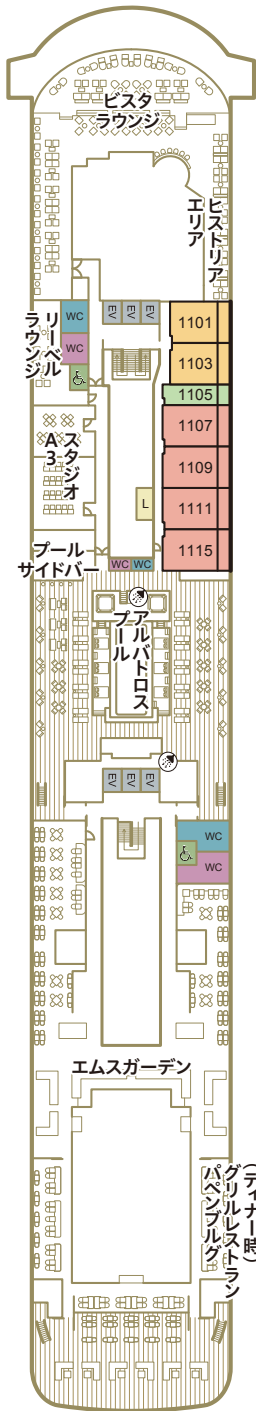 ビスタ
ラウンジ
ヒストリア
エリア
リーベル
ラウンジ
WC
WC
EV
EV
EV
1101
1103
1105
1107
1109
1111
1115
スタジオ
A3
L
プール
サイドバー
WC
WC
アルバトロス
プール
EV
EV
EV
WC
WC
エムスガーデン
(ディナー時)
グリルレストラン
パペンブルグ